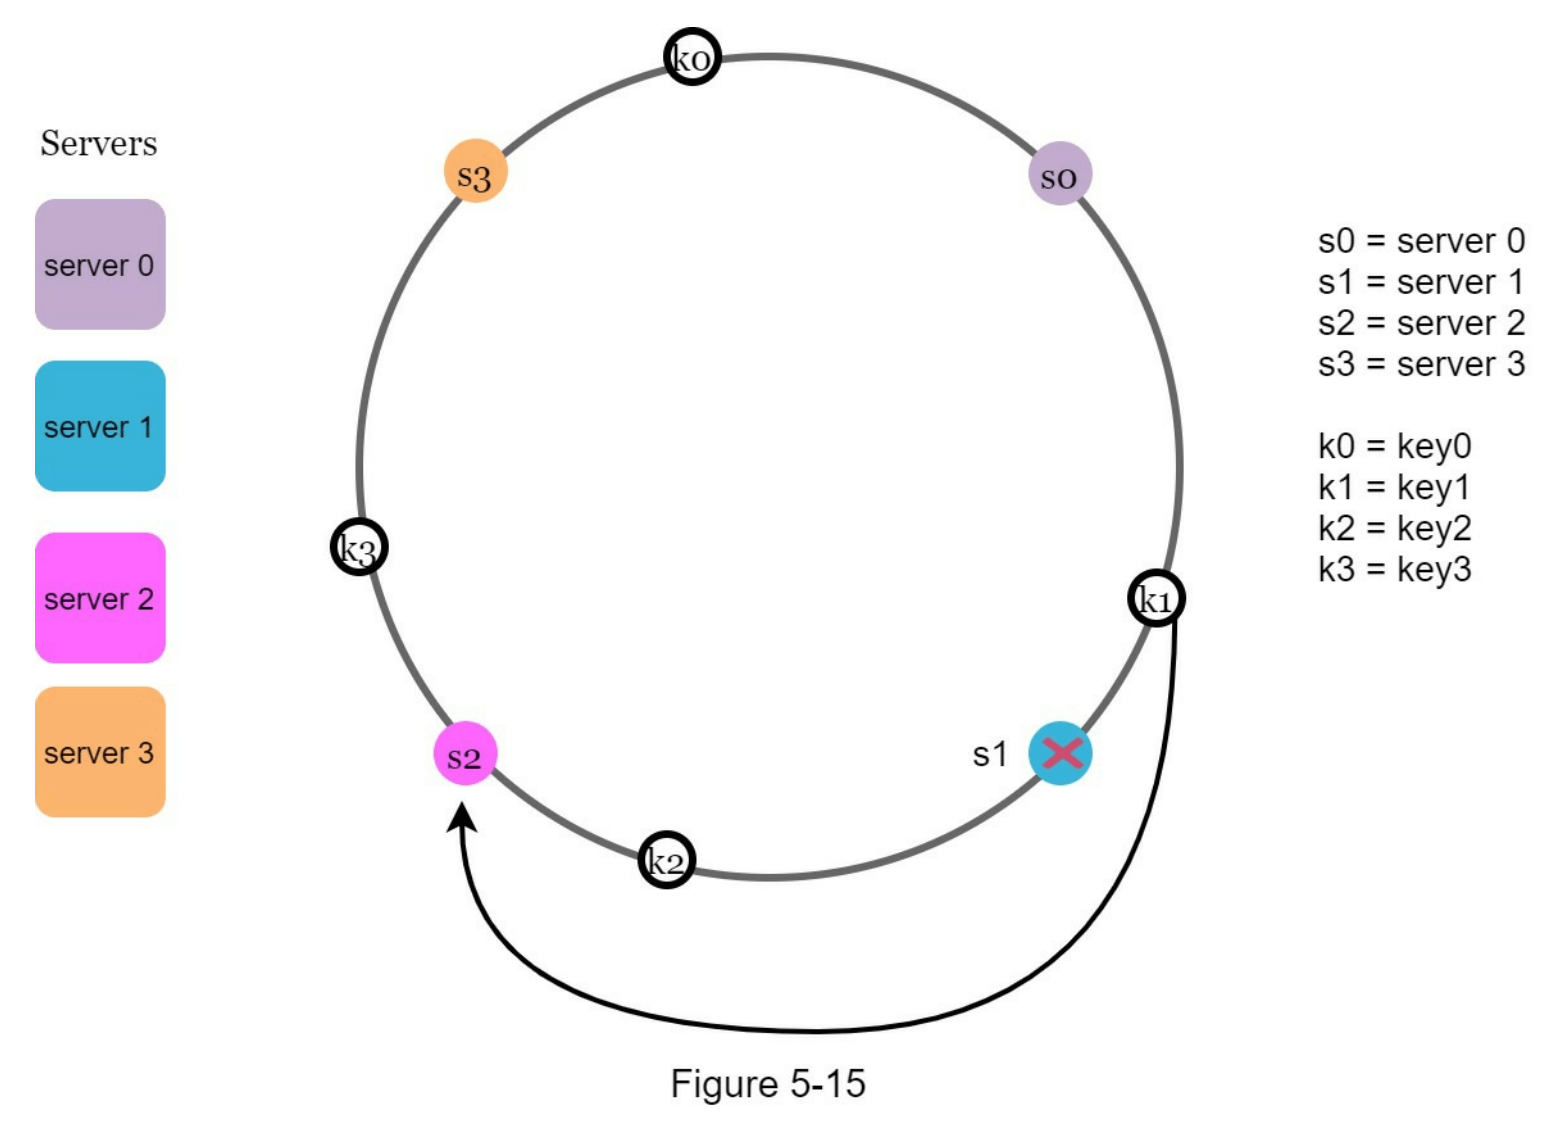 Servers
server 0
server 1
server 2
server 3
k0
s3
s0
k3
k1
s2
s1
k2
s0 = server 0
s1 = server 1
s2 = server 2
s3 = server 3
k0 = key0
k1 = key1
k2 = key2
k3 = key3
Figure 5-15